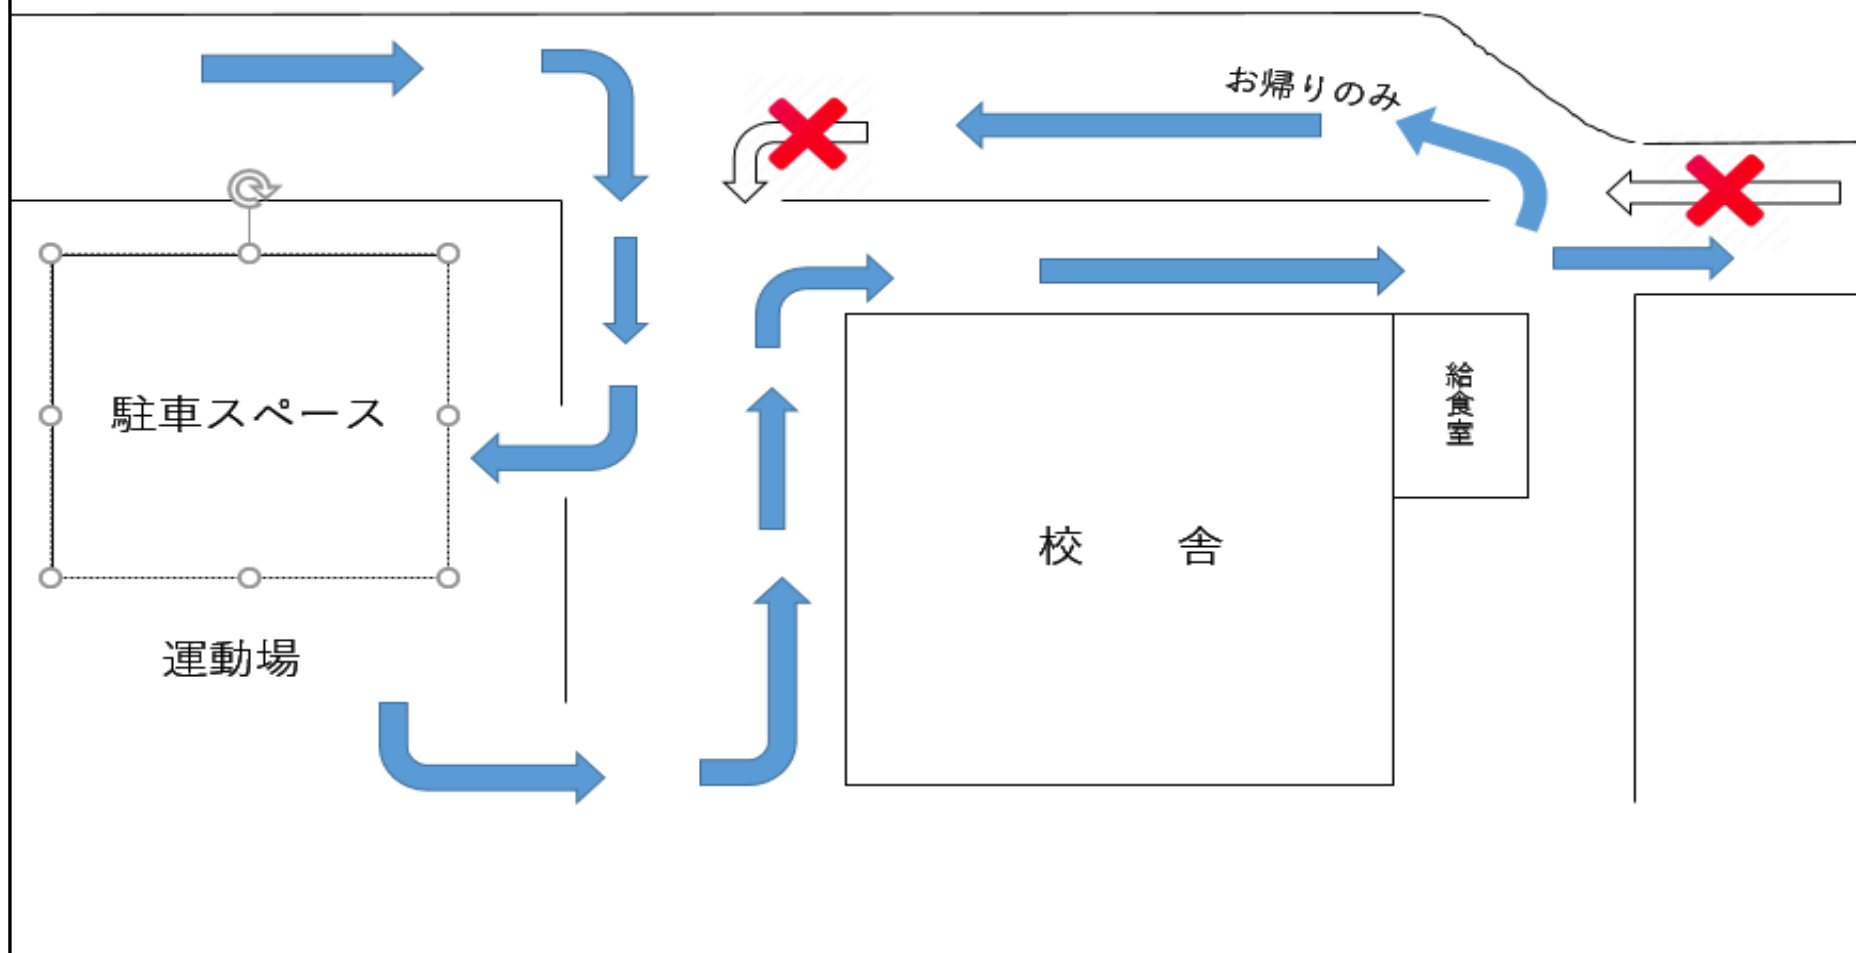 お帰りのみ
駐車スペース
給食室
校　　舎
運動場